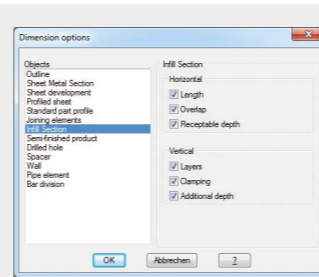 Dimension options
Objects
Outline
Sheet Metal Section
Sheet development
Profiled sheet
Standard part profile
Joining elements
Infill Section
Semi-finished product
Drilled hole
Spacer
Wall
Pipe element
Bar division
Infill Section
Horizontal
Length
Overlap
Receptable depth
Vertical
Layers
Clamping
Additional depth
OK
Abbrechen
?